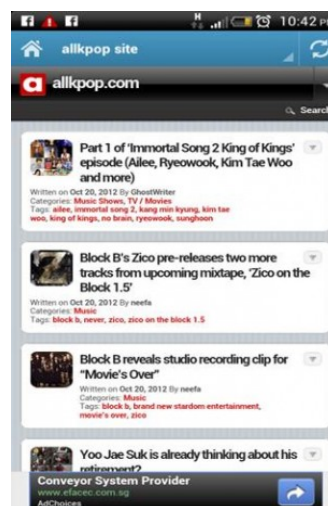 H
10:42 PM
allkpop site
allkpop.com
Search
Part 1 of 'Immortal Song 2 King of Kings'
episode (Ailee, Ryeowook, Kim Tae Woo
and more)
Written on Oct 20, 2012 By GhostWriter
Categories: Music Shows, TV / Movies
Tags: ailee, immortal song 2, kang min kyung, kim tae
woo, king of kings, no brain, ryeowook, sunghoon
Block B's Zico pre-releases two more
tracks from upcoming mixtape, 'Zico on the
Block 1.5'
Written on Oct 20, 2012 By neefa
Categories: Music
Tags: block b, never, zico, zico on the block 1.5
Block B reveals studio recording clip for
"Movie's Over"
Written on Oct 20, 2012 By neefa
Categories: Music
Tags: block b, brand new stardom entertainment,
movie's over, zico
Yoo Jae Suk is already thinking about his
retirement?
Conveyor System Provider
www.efacec.com.sg
AdChoices